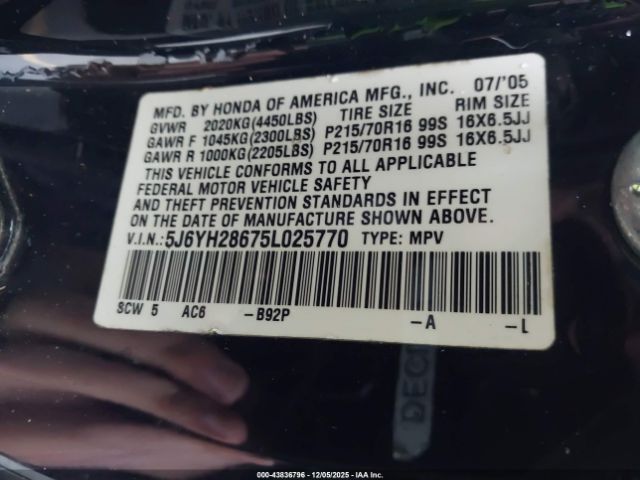 MFD. BY HONDA OF AMERICA MFG., INC. 07/'05
GVWR 2020KG(4450LBS) TIRE SIZE RIM SIZE
GAWR F 1045KG(2300LBS) P215/70R16 99S 16X6.5JJ
GAWR R 1000KG(2205LBS) P215/70R16 99S 16X6.5JJ
THIS VEHICLE CONFORMS TO ALL APPLICABLE
FEDERAL MOTOR VEHICLE SAFETY
AND THEFT PREVENTION STANDARDS IN EFFECT
ON THE DATE OF MANUFACTURE SHOWN ABOVE.
V.I.N.:5J6YH28675L025770 TYPE: MPV
SCW 5 AC6 -B92P -A -L
250--43836796 - 12/05/2025 - IAA Inc.